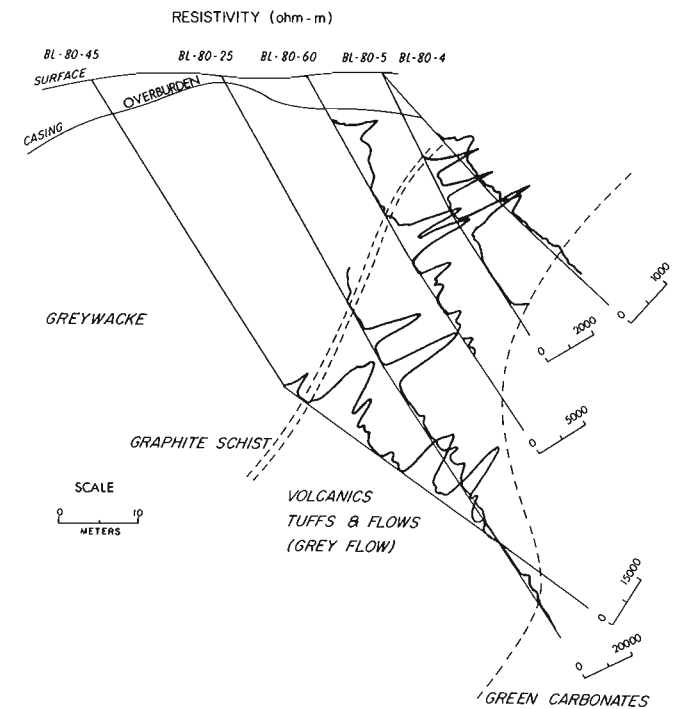 RESISTIVITY (ohm-m)
BL-80-45 BL-80-25 BL-80-60 BL-80-5 BL-80-4
SURFACE
OVERBURDEN
CASING
GREYWACKE
0 1000
0 2000
0 5000
GRAPHITE SCHIST
SCALE
0 10
METERS
VOLCANICS
TUFFS & FLOWS
(GREY FLOW)
0 15000
0 20000
GREEN CARBONATES